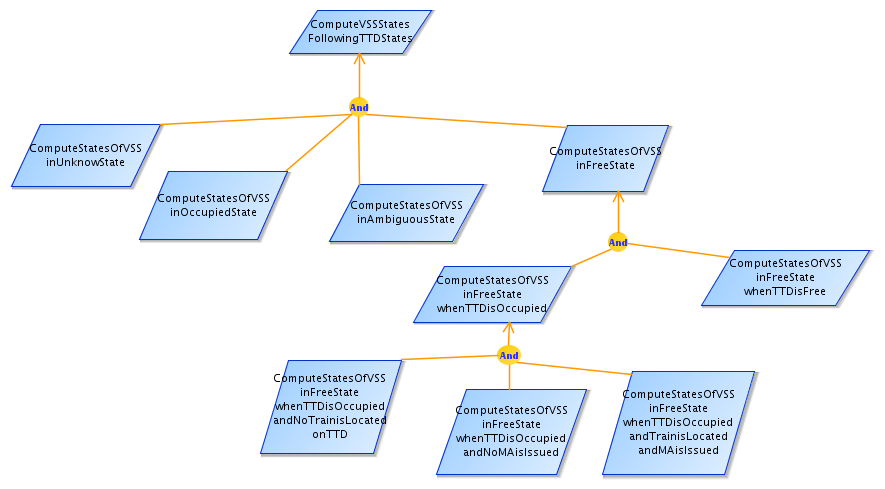 ComputeVSSStates
FollowingTTDStates
And
ComputeStatesOfVSS
inUnknowState
ComputeStatesOfVSS
inOccupiedState
ComputeStatesOfVSS
inAmbiguousState
ComputeStatesOfVSS
inFreeState
And
ComputeStatesOfVSS
inFreeState
whenTTDisOccupied
ComputeStatesOfVSS
inFreeState
whenTTDisFree
And
ComputeStatesOfVSS
inFreeState
whenTTDisOccupied
andNoTrainisLocated
onTTD
ComputeStatesOfVSS
inFreeState
whenTTDisOccupied
andNoMAisIssued
ComputeStatesOfVSS
inFreeState
whenTTDisOccupied
andTrainisLocated
andMAisIssued